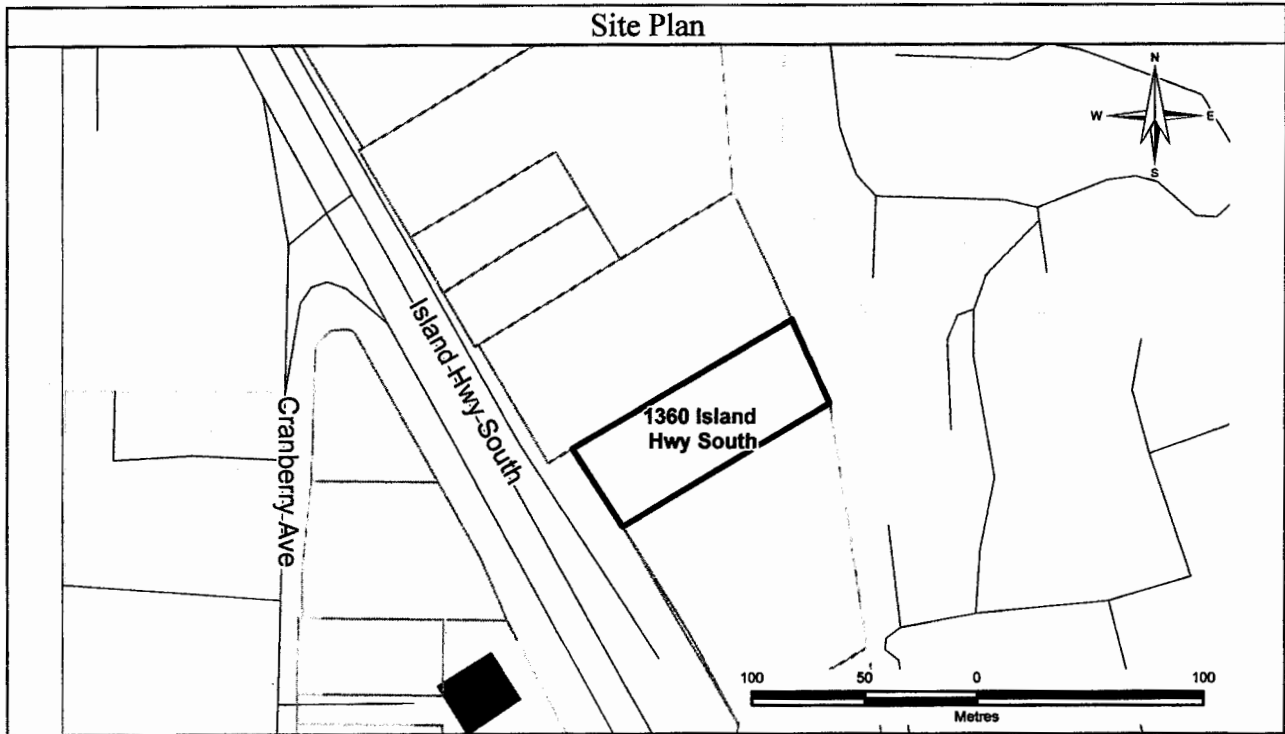 Site Plan
N
W E
S
Island Hwy South
Cranberry Ave
1360 Island
Hwy South
100 50 0 100
Metres